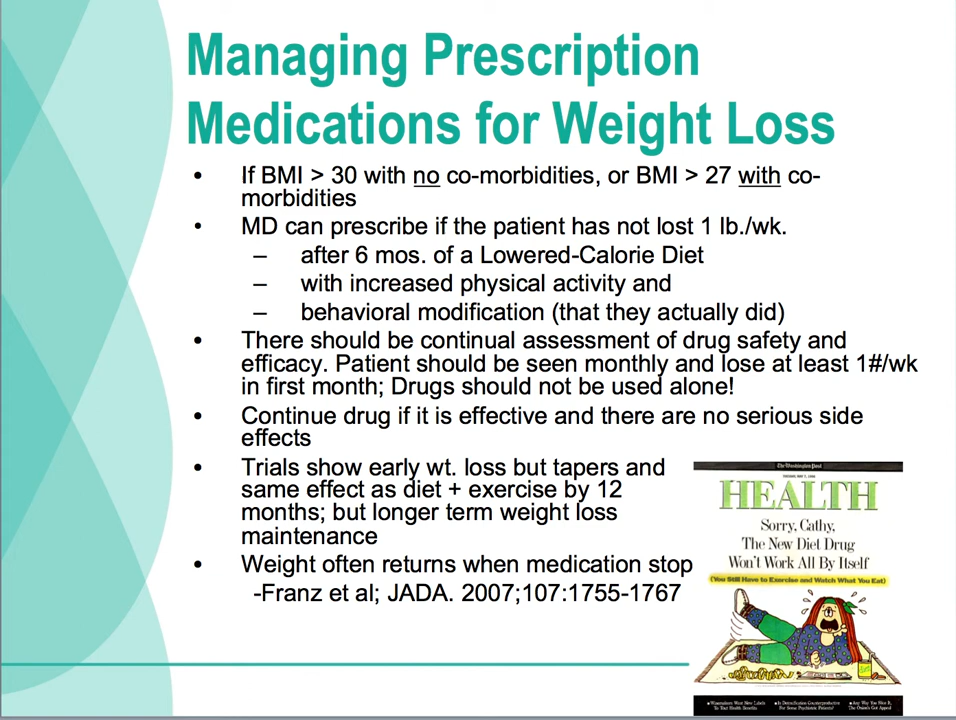 Managing Prescription
Medications for Weight Loss
• If BMI > 30 with no co-morbidities, or BMI > 27 with co-
morbidities
• MD can prescribe if the patient has not lost 1 lb./wk.
– after 6 mos. of a Lowered-Calorie Diet
– with increased physical activity and
– behavioral modification (that they actually did)
• There should be continual assessment of drug safety and
efficacy. Patient should be seen monthly and lose at least 1#/wk
in first month; Drugs should not be used alone!
• Continue drug if it is effective and there are no serious side
effects
• Trials show early wt. loss but tapers and
same effect as diet + exercise by 12
months; but longer term weight loss
maintenance
• Weight often returns when medication stop
-Franz et al; JADA. 2007;107:1755-1767
The Washington Post
HEALTH
Sorry, Cathy,
The New Diet Drug
Won't Work All By Itself
(You Still Have to Exercise and Watch What You Eat)